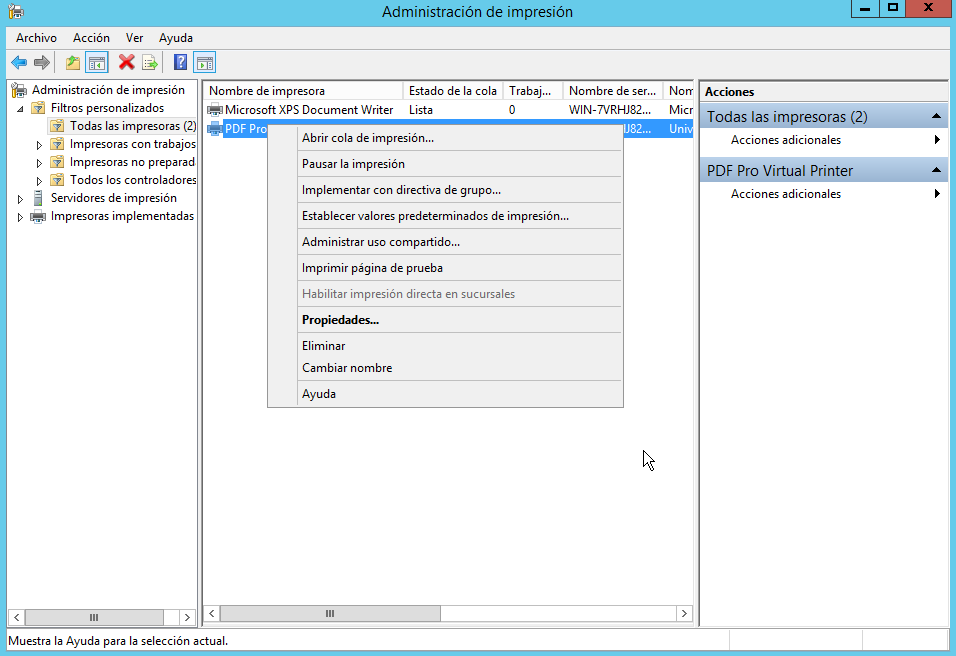 Administración de impresión
Archivo Acción Ver Ayuda
Administración de impresión
Filtros personalizados
Todas las impresoras (2)
Impresoras con trabajos
Impresoras no preparad
Todos los controladores
Servidores de impresión
Impresoras implementadas
Nombre de impresora Estado de la cola Trabaj... Nombre de ser... Nom
Microsoft XPS Document Writer Lista 0 WIN-7VRHJ82... Micr
PDF Pro HJ82... Univ
Abrir cola de impresión...
Pausar la impresión
Implementar con directiva de grupo...
Establecer valores predeterminados de impresión...
Administrar uso compartido...
Imprimir página de prueba
Habilitar impresión directa en sucursales
Propiedades...
Eliminar
Cambiar nombre
Ayuda
Acciones
Todas las impresoras (2)
Acciones adicionales
PDF Pro Virtual Printer
Acciones adicionales
Muestra la Ayuda para la selección actual.